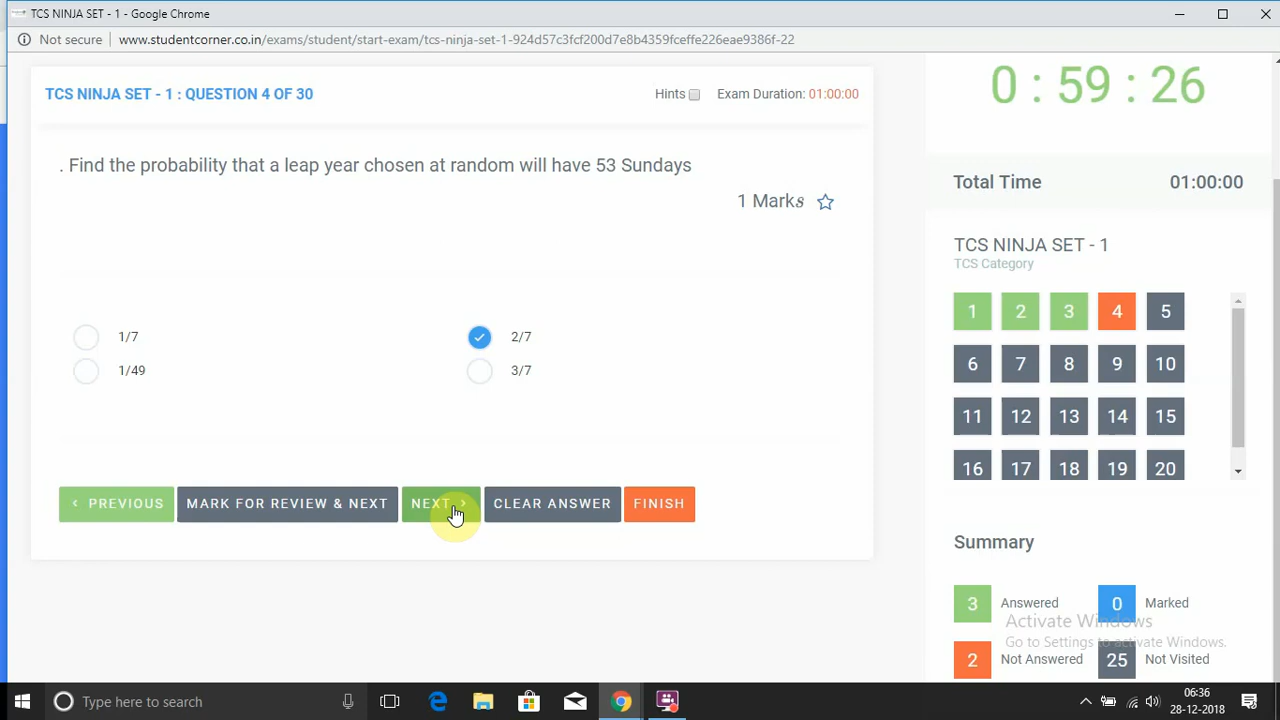 TCS NINJA SET - 1 - Google Chrome
Not secure
www.studentcorner.co.in/exams/student/start-exam/tcs-ninja-set-1-924d57c3fcf200d7e8b4359fceffe226eae9386f-22
TCS NINJA SET - 1 : QUESTION 4 OF 30
Hints
Exam Duration: 01:00:00
. Find the probability that a leap year chosen at random will have 53 Sundays
1 Marks
1/7
2/7
1/49
3/7
PREVIOUS
MARK FOR REVIEW & NEXT
NEXT
CLEAR ANSWER
FINISH
0 : 59 : 26
Total Time 01:00:00
TCS NINJA SET - 1
TCS Category
1 2 3 4 5
6 7 8 9 10
11 12 13 14 15
16 17 18 19 20
Summary
3 Answered 0 Marked
Activate Windows
Go to Settings to activate Windows.
2 Not Answered 25 Not Visited
Type here to search
06:36
28-12-2018